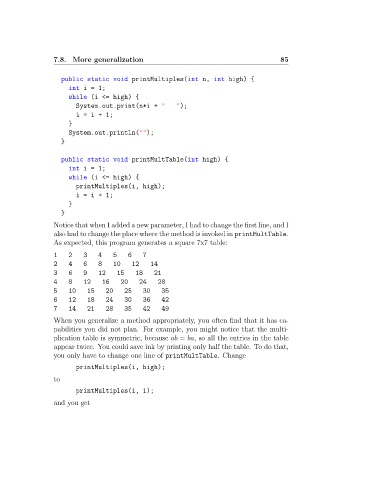 7.8. More generalization 85
public static void printMultiples(int n, int high) {
int i = 1;
while (i <= high) {
System.out.print(n*i + "   ");
i = i + 1;
}
System.out.println("");
}
public static void printMultTable(int high) {
int i = 1;
while (i <= high) {
printMultiples(i, high);
i = i + 1;
}
}
Notice that when I added a new parameter, I had to change the first line, and I
also had to change the place where the method is invoked in printMultTable.
As expected, this program generates a square 7x7 table:
1 2 3 4 5 6 7
2 4 6 8 10 12 14
3 6 9 12 15 18 21
4 8 12 16 20 24 28
5 10 15 20 25 30 35
6 12 18 24 30 36 42
7 14 21 28 35 42 49
When you generalize a method appropriately, you often find that it has ca-
pabilities you did not plan. For example, you might notice that the multi-
plication table is symmetric, because ab = ba, so all the entries in the table
appear twice. You could save ink by printing only half the table. To do that,
you only have to change one line of printMultTable. Change
printMultiples(i, high);
to
printMultiples(i, i);
and you get